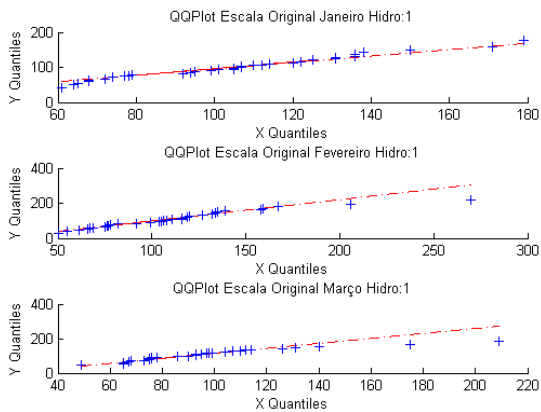 QQPlot Escala Original Janeiro Hidro:1
200
100
0
Y Quantiles
60 80 100 120 140 160 180
X Quantiles
QQPlot Escala Original Fevereiro Hidro:1
400
200
0
Y Quantiles
50 100 150 200 250 300
X Quantiles
QQPlot Escala Original Março Hidro:1
400
200
0
Y Quantiles
40 60 80 100 120 140 160 180 200 220
X Quantiles